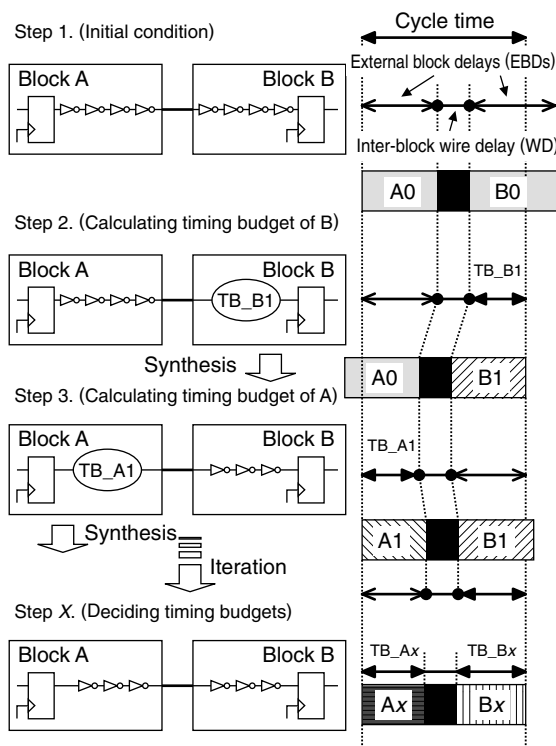 Step 1. (Initial condition)
Cycle time
External block delays (EBDs)
Block A
Block B
Inter-block wire delay (WD)
A0
B0
Step 2. (Calculating timing budget of B)
Block A
Block B
TB_B1
TB_B1
Synthesis
A0
B1
Step 3. (Calculating timing budget of A)
Block A
Block B
TB_A1
TB_A1
Synthesis
A1
B1
Iteration
Step X. (Deciding timing budgets)
Block A
Block B
TB_Ax
TB_Bx
Ax
Bx